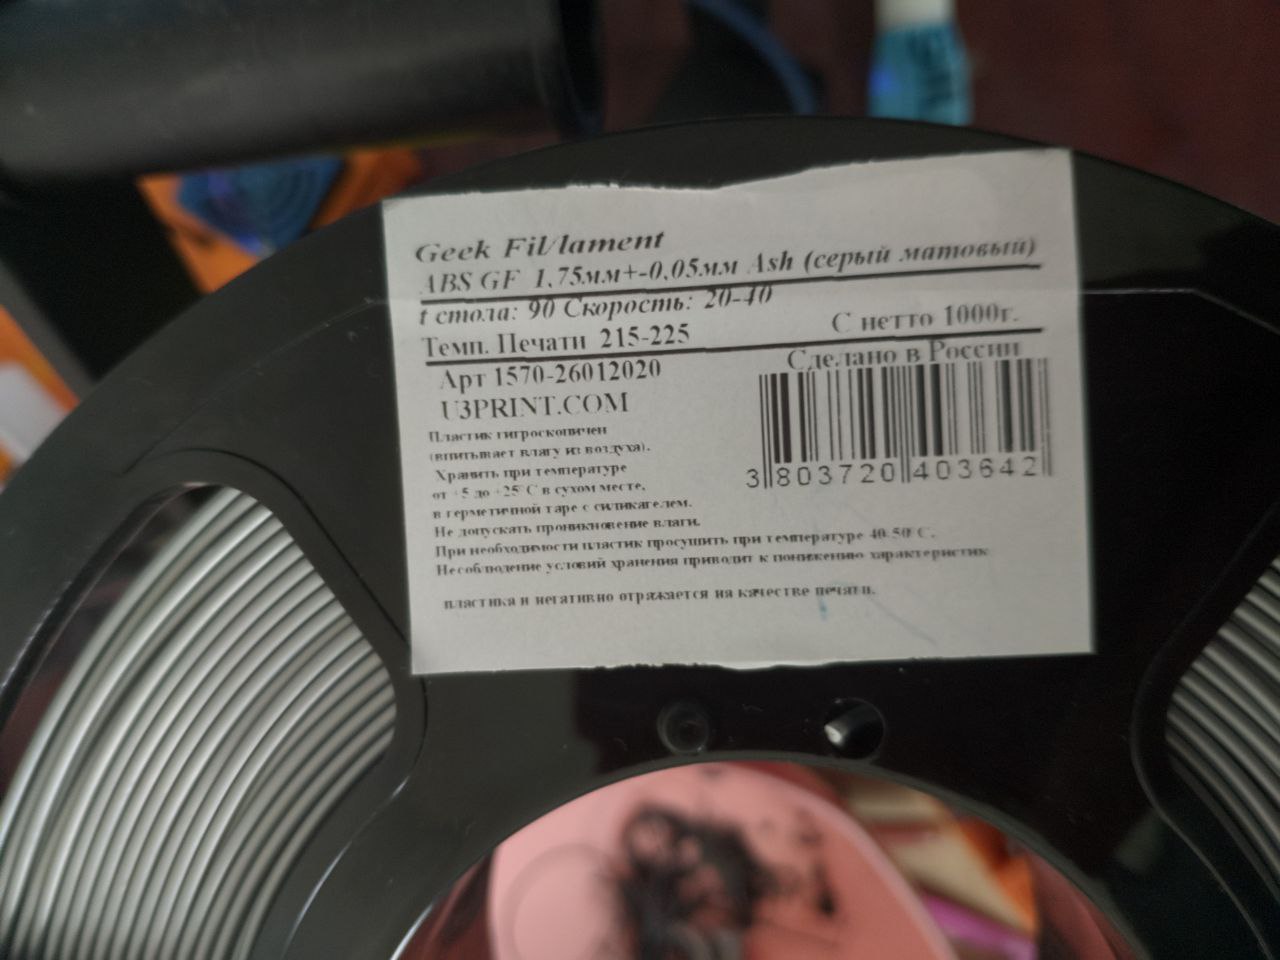 Geek Fil/lament
ABS GF 1,75мм+-0,05мм Ash (серый матовый)
t стола: 90 Скорость: 20-40
Темп. Печати 215-225
С нетто 1000г.
Арт 1570-26012020
Сделано в России
U3PRINT.COM
3 803720 403642
Пластик гигроскопичен
(впитывает влагу из воздуха).
Хранить при температуре
от +5 до +25°С в сухом месте,
в герметичной таре с силикагелем.
Не допускать проникновение влаги.
При необходимости пластик просушить при температуре 40-50°С.
Несоблюдение условий хранения приводит к понижению характеристик
пластика и негативно отражается на качестве печати.